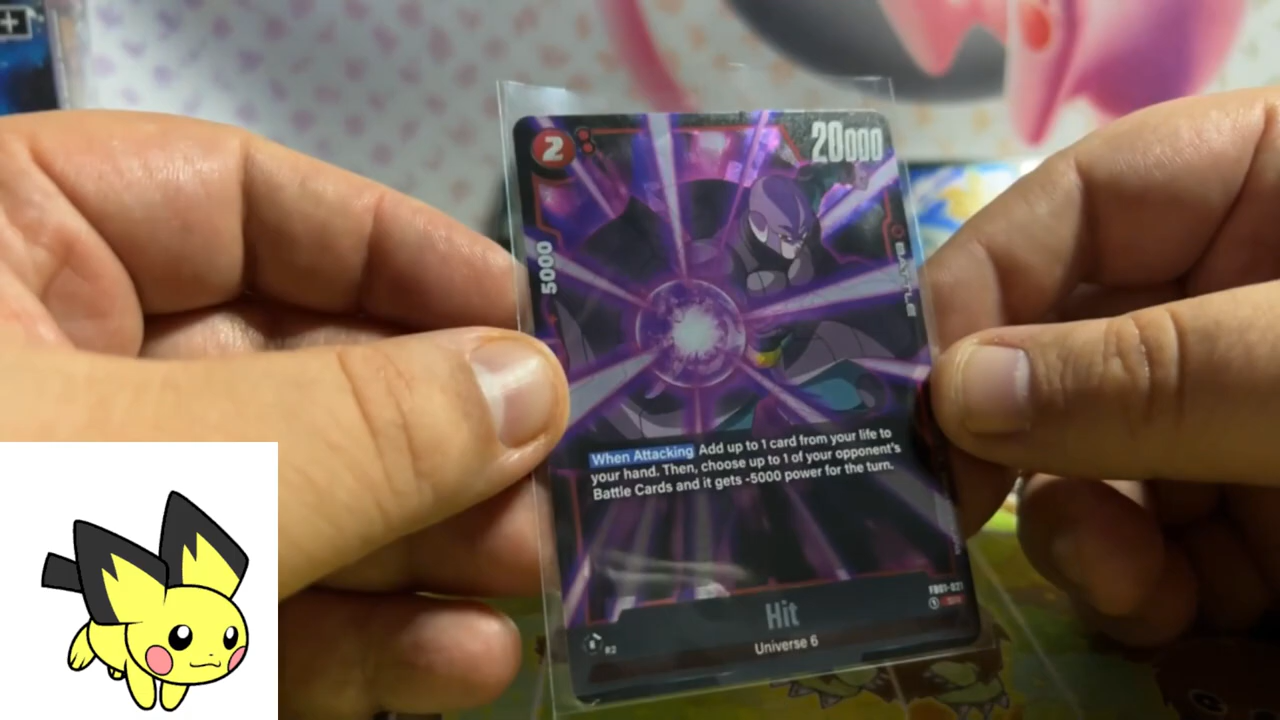 2
20000
5000
BATTLE
When Attacking Add up to 1 card from your life to
your hand. Then, choose up to 1 of your opponent's
Battle Cards and it gets -5000 power for the turn.
FB01-021
Hit
Universe 6